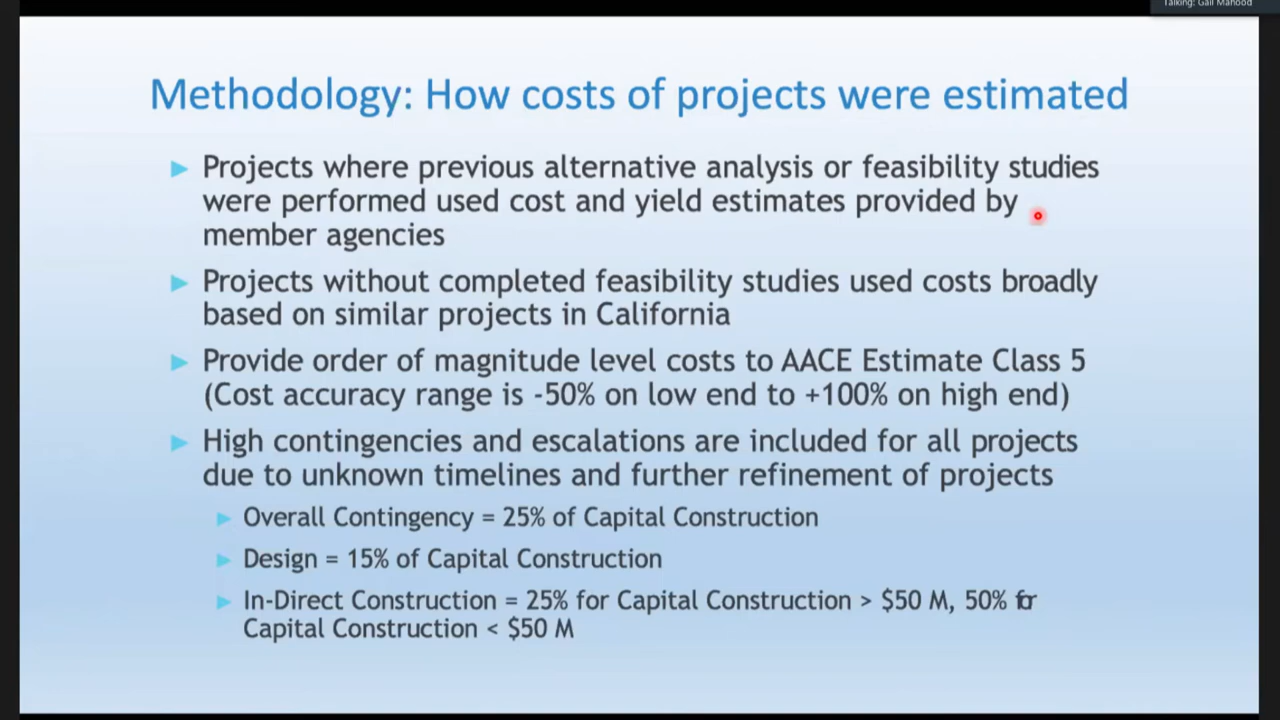 Talking: Gail Mahood
Methodology: How costs of projects were estimated
Projects where previous alternative analysis or feasibility studies
were performed used cost and yield estimates provided by
member agencies
Projects without completed feasibility studies used costs broadly
based on similar projects in California
Provide order of magnitude level costs to AACE Estimate Class 5
(Cost accuracy range is -50% on low end to +100% on high end)
High contingencies and escalations are included for all projects
due to unknown timelines and further refinement of projects
Overall Contingency = 25% of Capital Construction
Design = 15% of Capital Construction
In-Direct Construction = 25% for Capital Construction > $50 M, 50% for
Capital Construction < $50 M